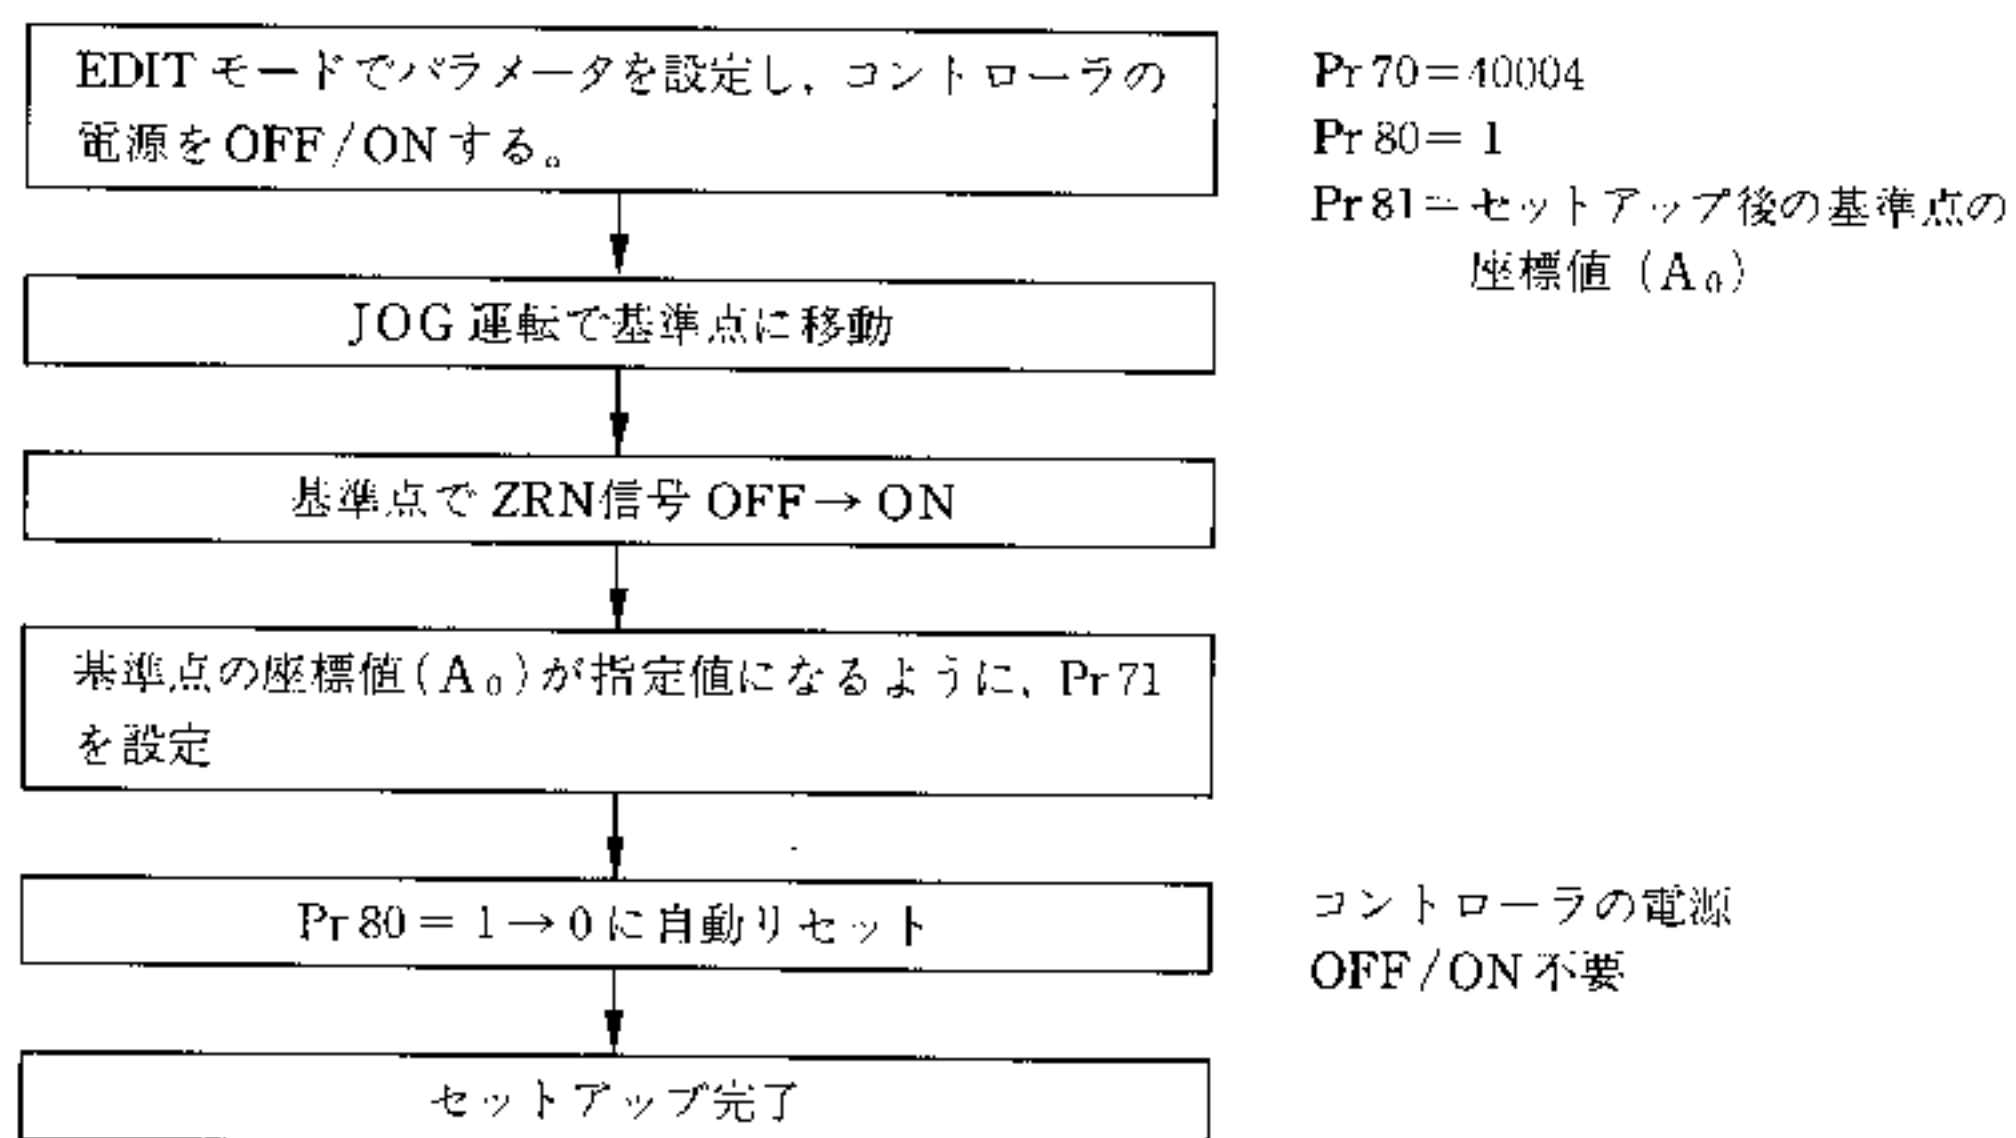 EDIT モードでパラメータを設定し、コントローラの
電源を OFF/ON する。
Pr 70=40004
Pr 80= 1
Pr 81=セットアップ後の基準点の
座標値 (A₀)
JOG 運転で基準点に移動
基準点で ZRN信号 OFF→ ON
基準点の座標値(A₀)が指定値になるように、Pr 71
を設定
Pr 80 = 1→0 に自動リセット
コントローラの電源
OFF/ON 不要
セットアップ完了